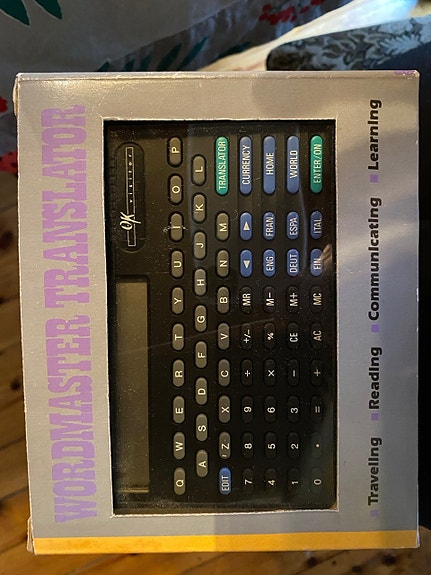 WORDMASTER TRANSLATOR
OK
Q W E R T Y U I O P
A S D F G H J K L
EDIT Z X C V B N M TRANSLATOR
7 8 9 ÷ +/− MR ◀ ▶ CURRENCY
4 5 6 × % M− ENG FRAN HOME
1 2 3 − CE M+ DEUT ESPA WORLD
0 • = + AC MC FIN ITAL ENTER/ON
■ Traveling ■ Reading ■ Communicating ■ Learning